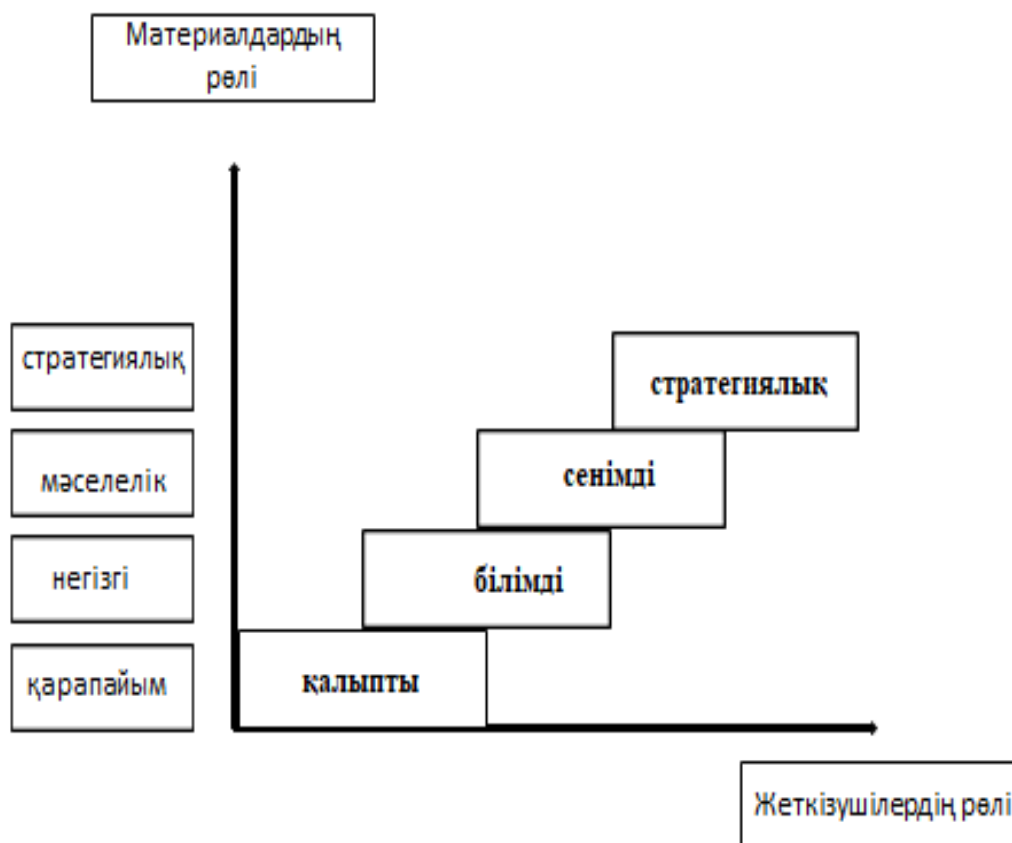 Материалдардың
рөлі
стратегиялық
стратегиялық
мәселелік
сенімді
негізгі
білімді
қарапайым
қалыпты
Жеткізушілердің рөлі